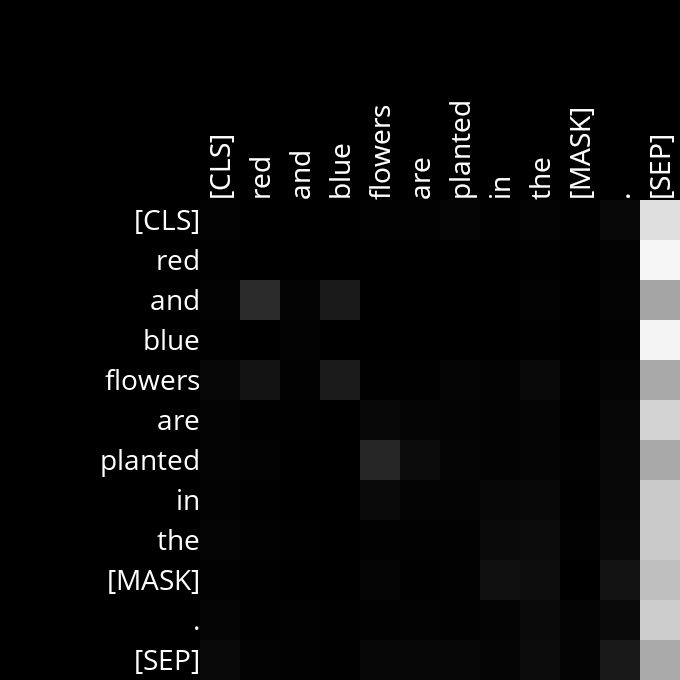 [CLS] red and blue flowers are planted in the [MASK] . [SEP]
[CLS]
red
and
blue
flowers
are
planted
in
the
[MASK]
.
[SEP]